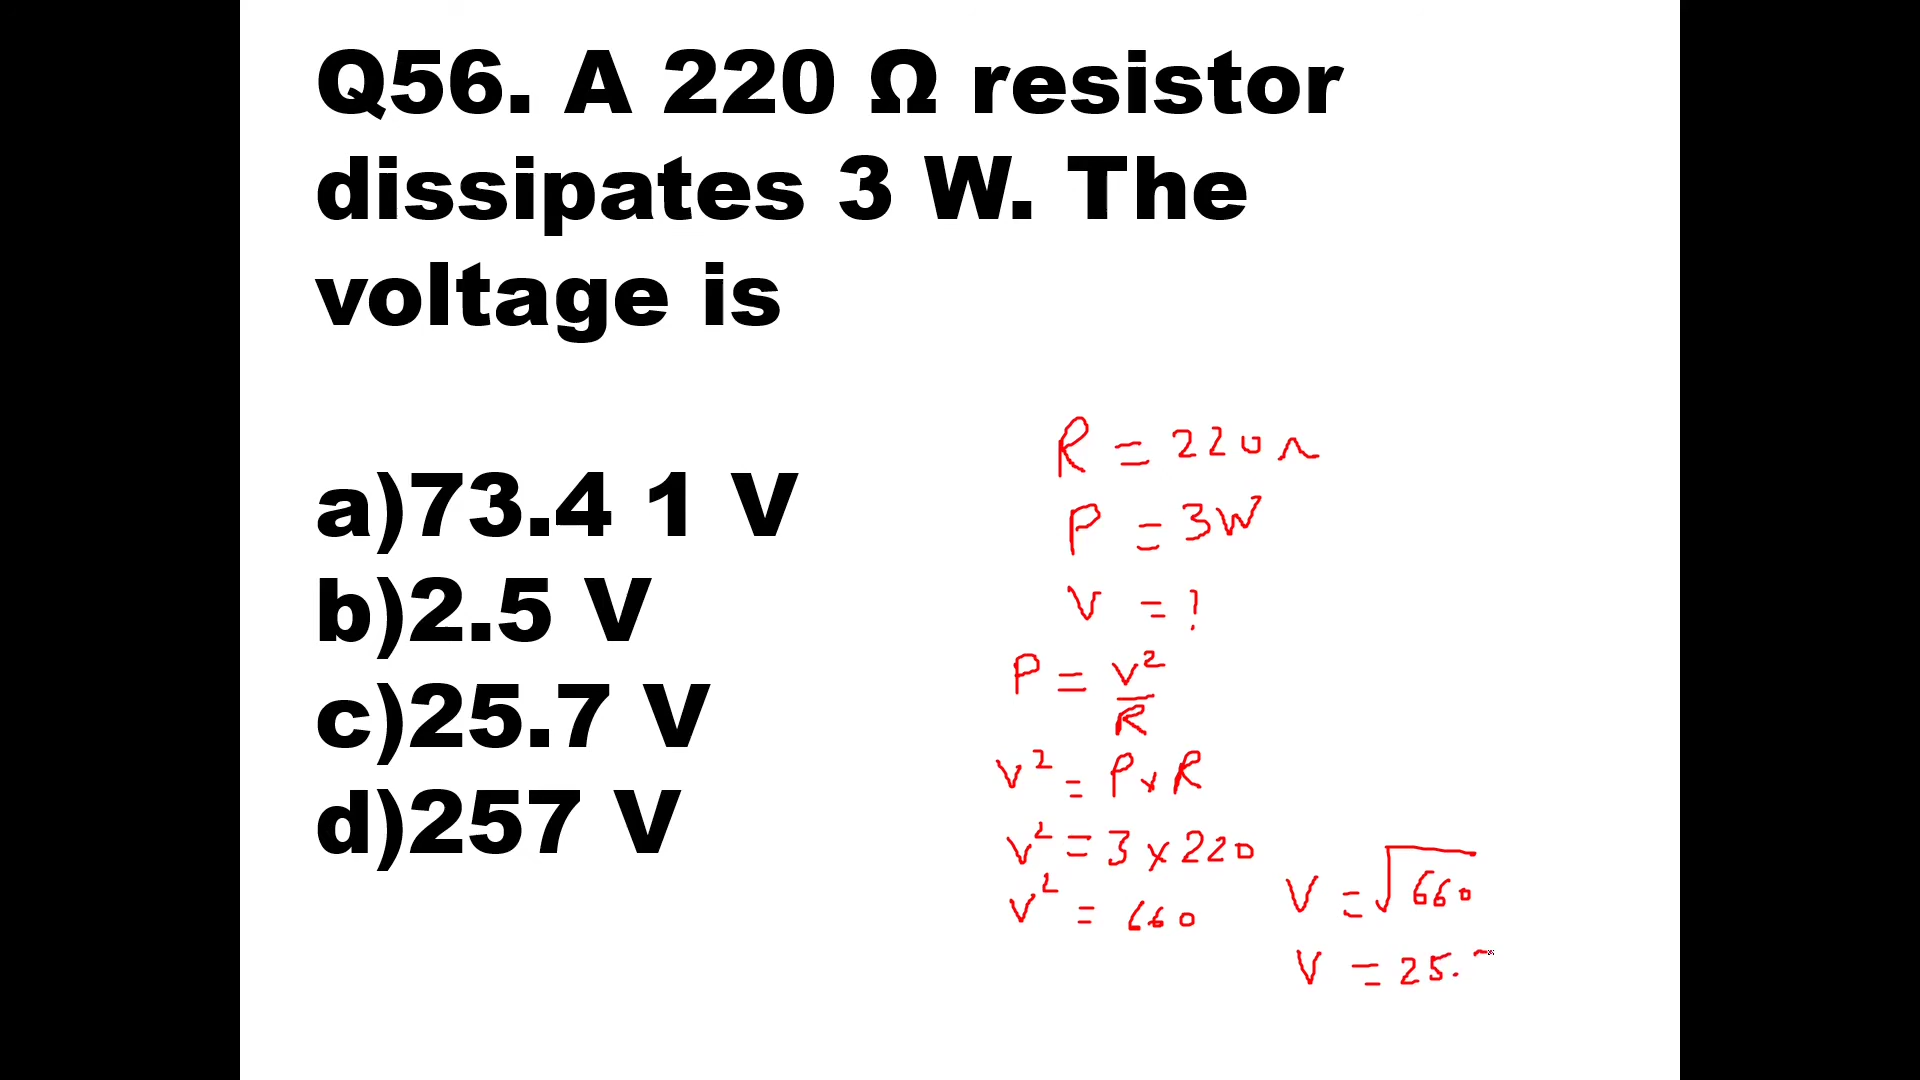 Q56. A 220 Ω resistor
dissipates 3 W. The
voltage is
a)73.4 1 V
b)2.5 V
c)25.7 V
d)257 V
R = 220Ω
P = 3W
V = ?
P = V²/R
V² = P×R
V² = 3 × 220
V² = 660
V = √660
V = 25.